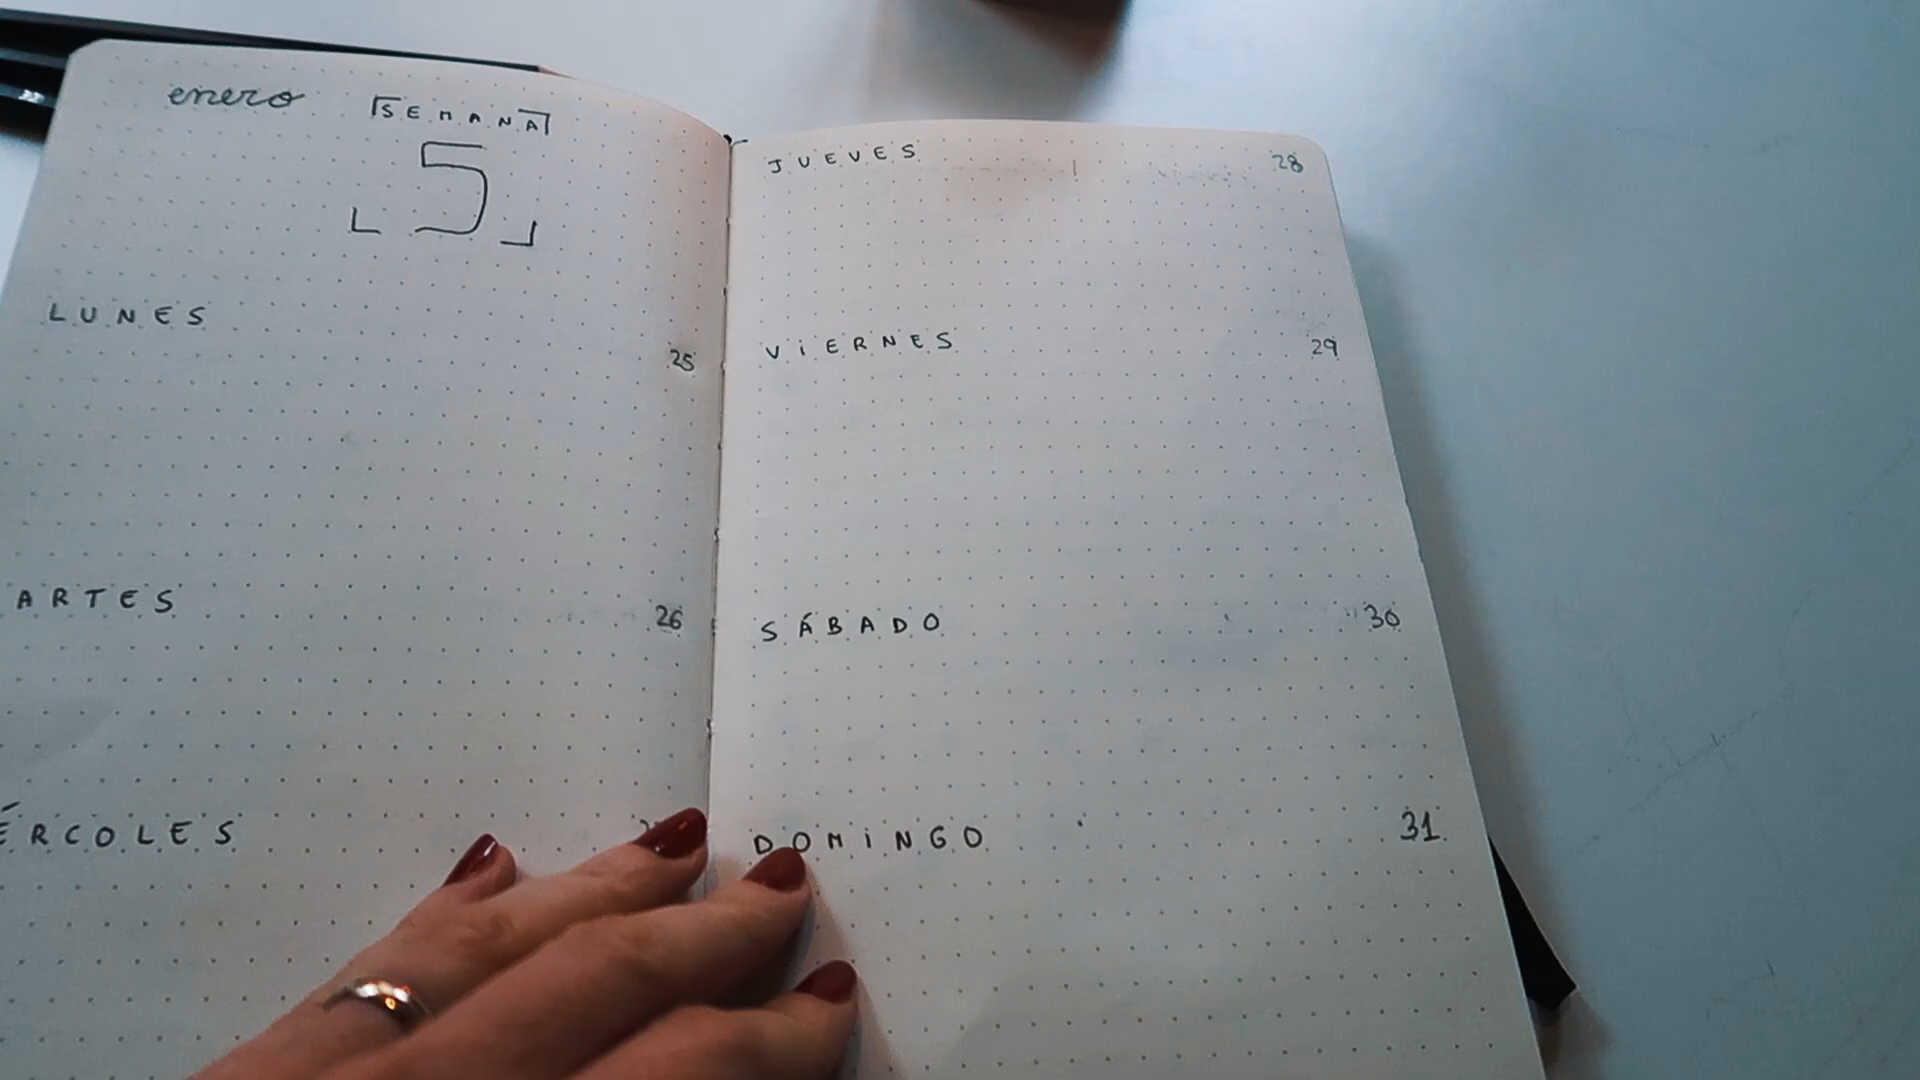 enero
SEMANA
5
LUNES
25
ARTES
26
ÉRCOLES
JUEVES 28
ViERNES 29
SÁBADO 30
DOMiNGO 31